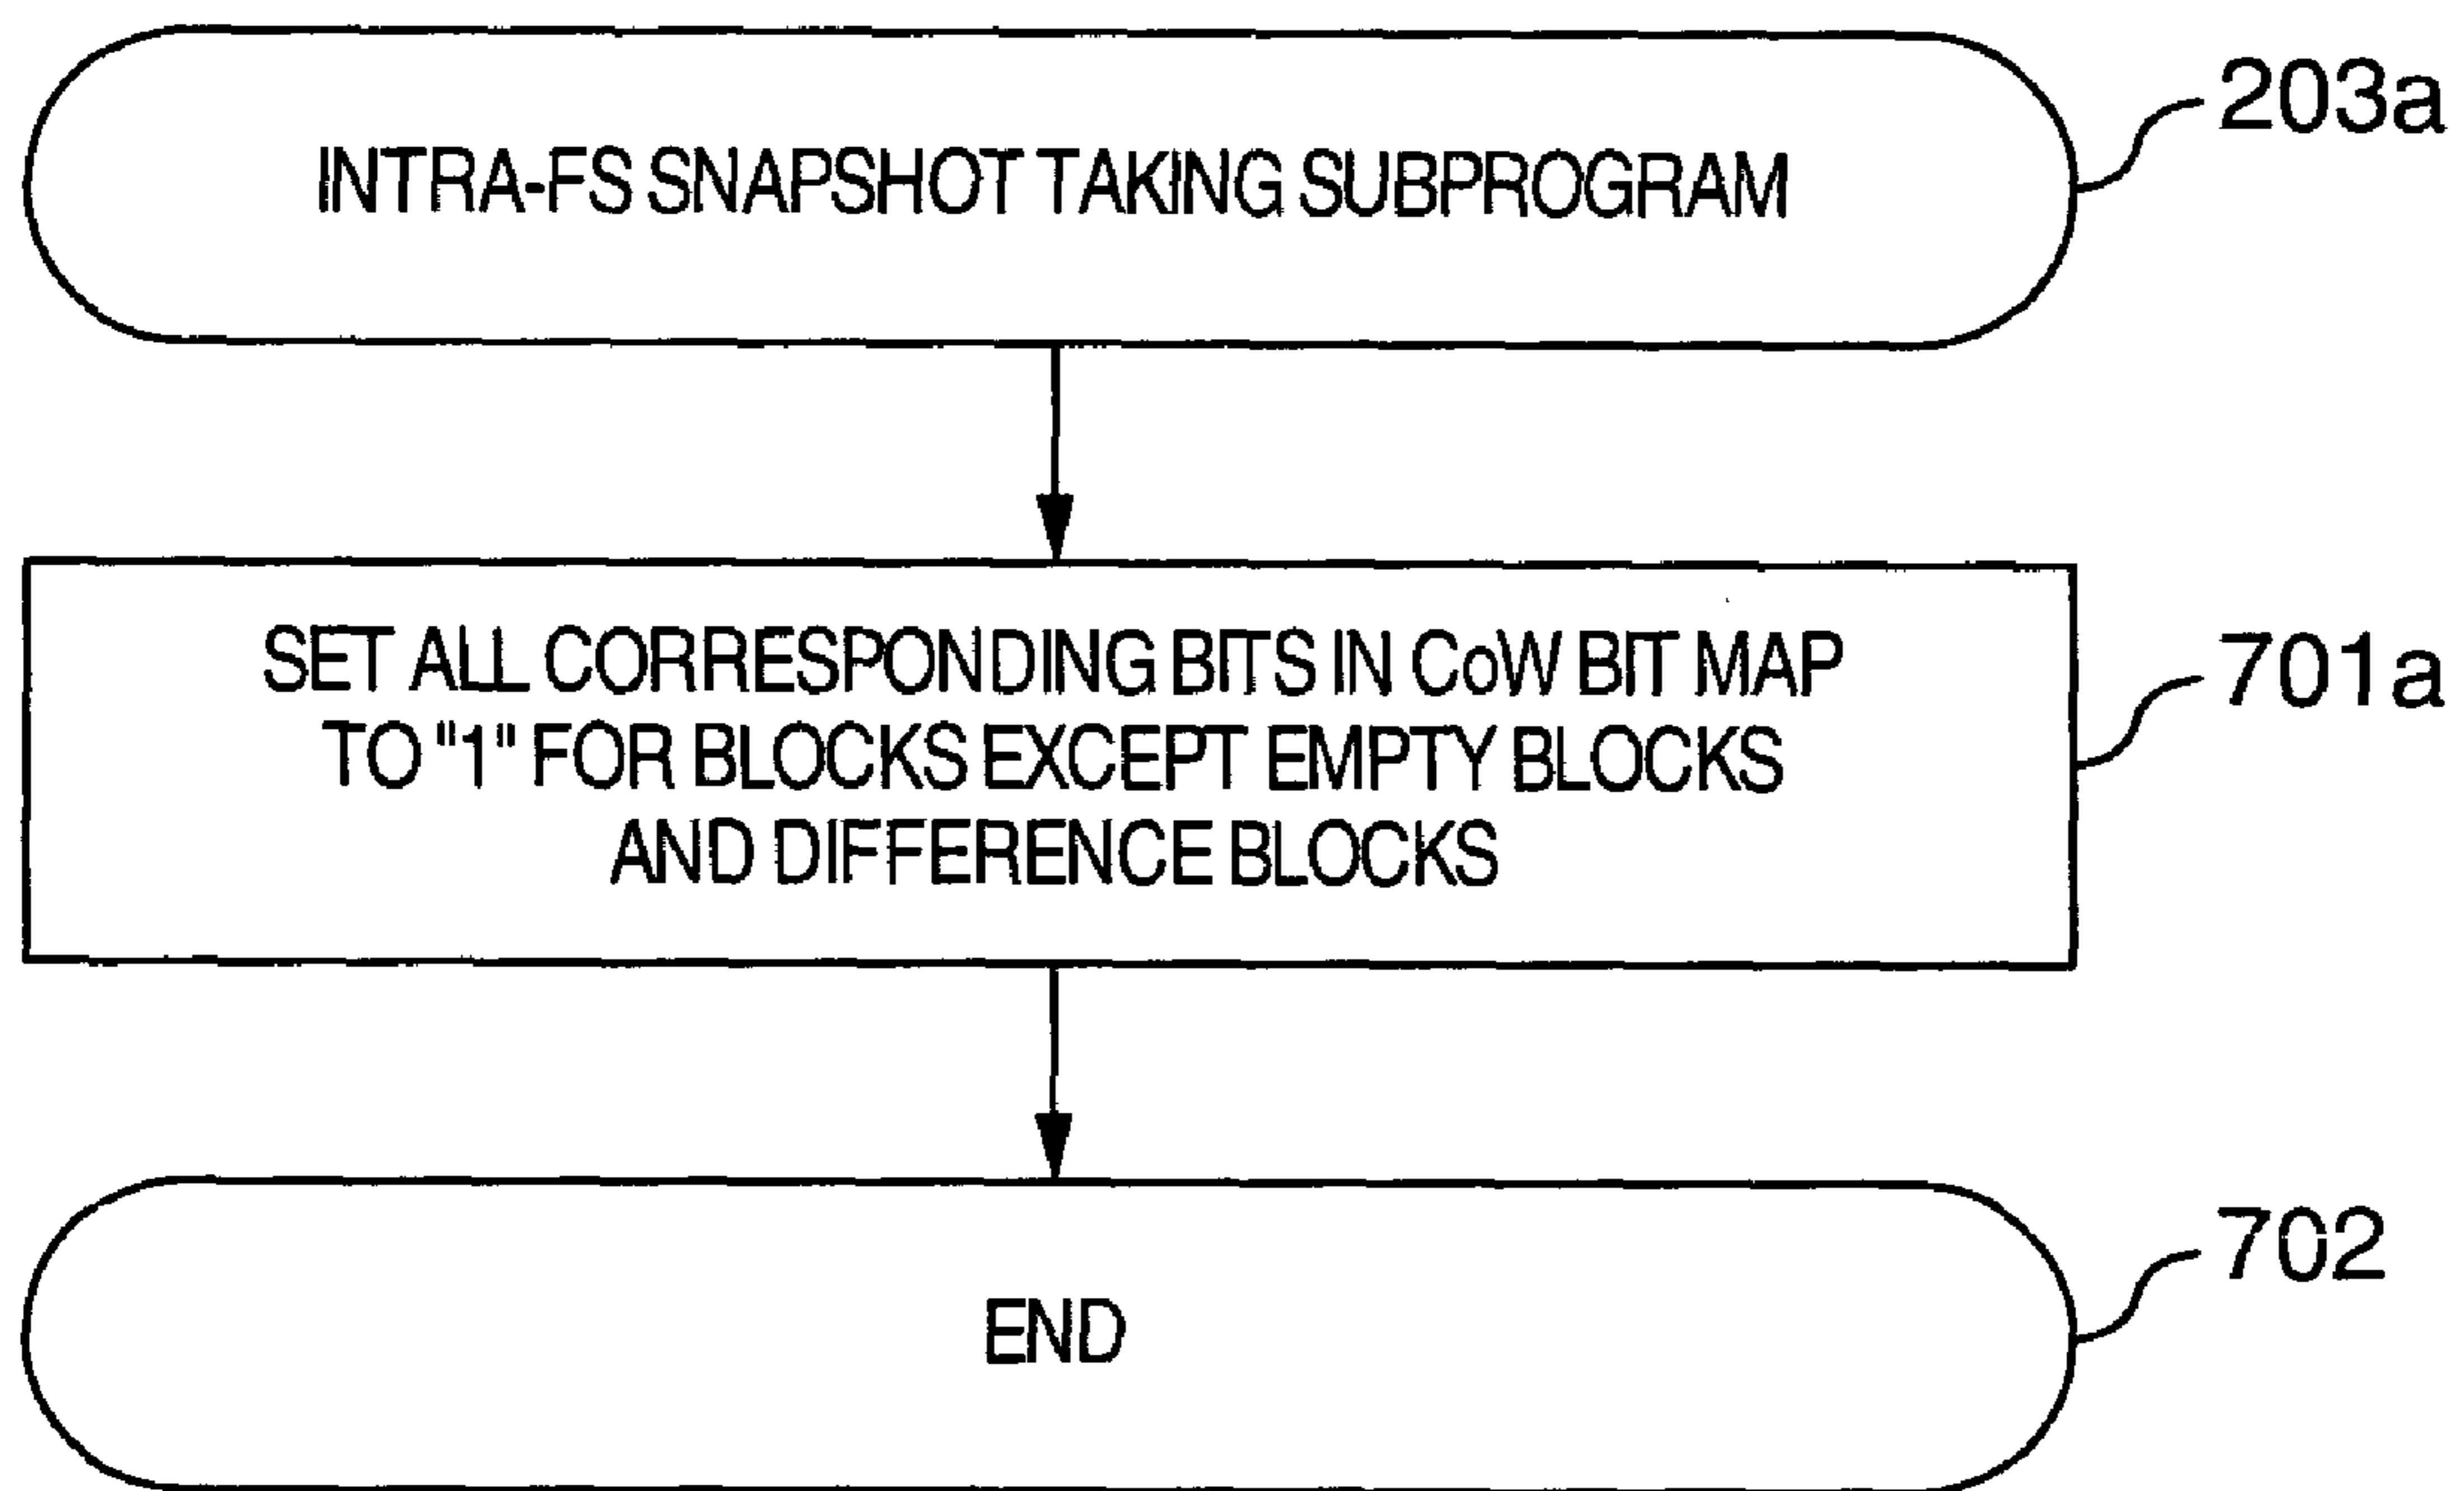 INTRA-FS SNAPSHOT TAKING SUBPROGRAM
203a
SET ALL CORRESPONDING BITS IN CoW BIT MAP
TO "1" FOR BLOCKS EXCEPT EMPTY BLOCKS
AND DIFFERENCE BLOCKS
701a
END
702